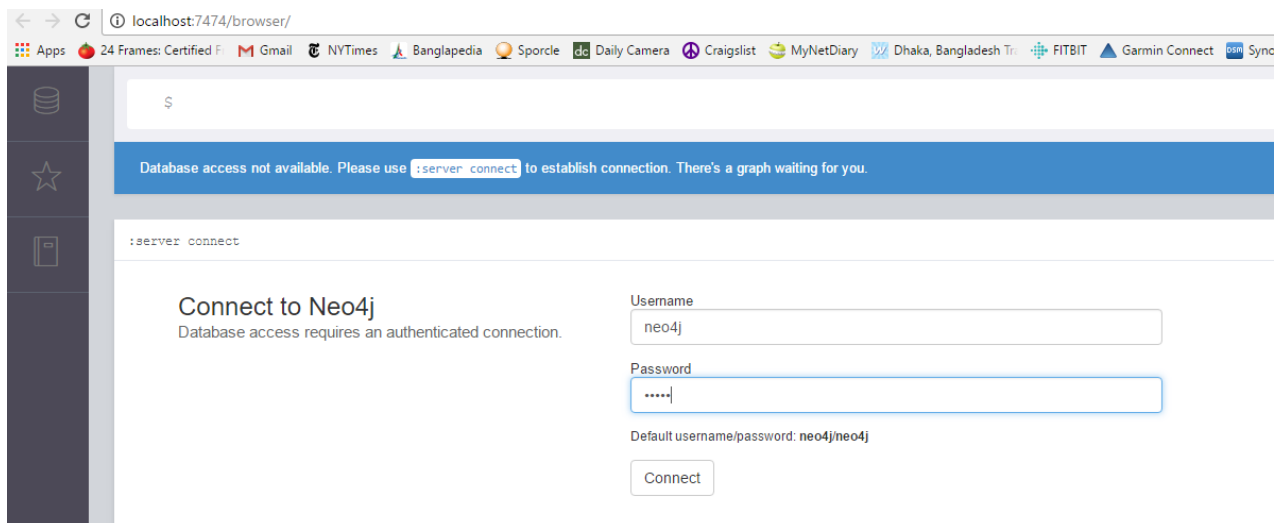 localhost:7474/browser/
Apps 24 Frames: Certified F Gmail NYTimes Banglapedia Sporcle dc Daily Camera Craigslist MyNetDiary Dhaka, Bangladesh Tr FITBIT Garmin Connect osm Sync
$
Database access not available. Please use :server connect to establish connection. There's a graph waiting for you.
:server connect
Connect to Neo4j
Database access requires an authenticated connection.
Username
neo4j
Password
•••••
Default username/password: neo4j/neo4j
Connect